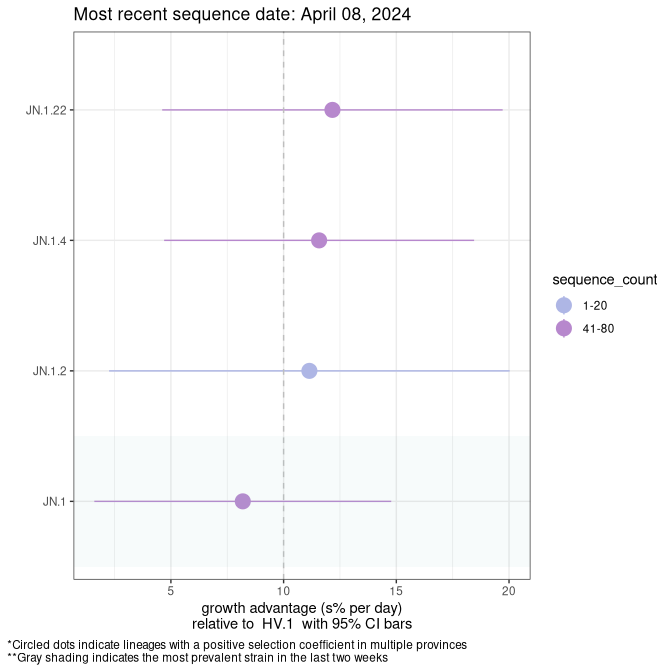 Most recent sequence date: April 08, 2024
JN.1.22
JN.1.4
JN.1.2
JN.1
sequence_count
1-20
41-80
5 10 15 20
growth advantage (s% per day)
relative to HV.1 with 95% CI bars
*Circled dots indicate lineages with a positive selection coefficient in multiple provinces
**Gray shading indicates the most prevalent strain in the last two weeks